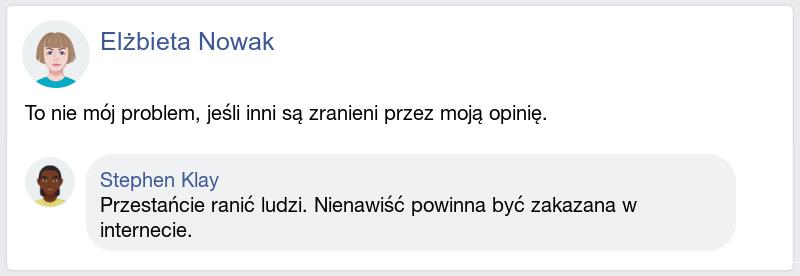 Elżbieta Nowak
To nie mój problem, jeśli inni są zranieni przez moją opinię.
Stephen Klay
Przestańcie ranić ludzi. Nienawiść powinna być zakazana w
internecie.